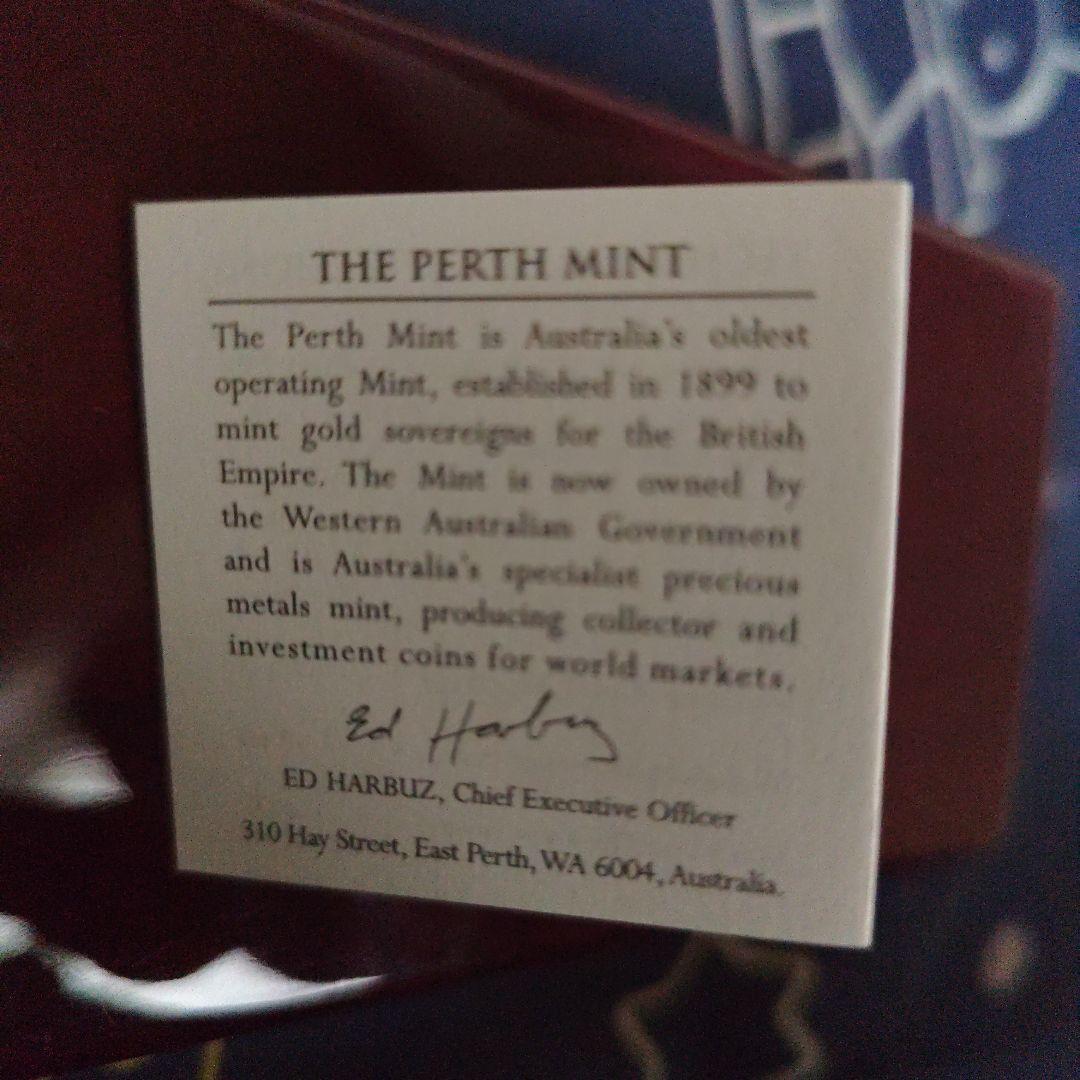 THE PERTH MINT
The Perth Mint is Australia's oldest
operating Mint, established in 1899 to
mint gold sovereigns for the British
Empire. The Mint is now owned by
the Western Australian Government
and is Australia's specialist precious
metals mint, producing collector and
investment coins for world markets.
Ed Harbuz
ED HARBUZ, Chief Executive Officer
310 Hay Street, East Perth, WA 6004, Australia.